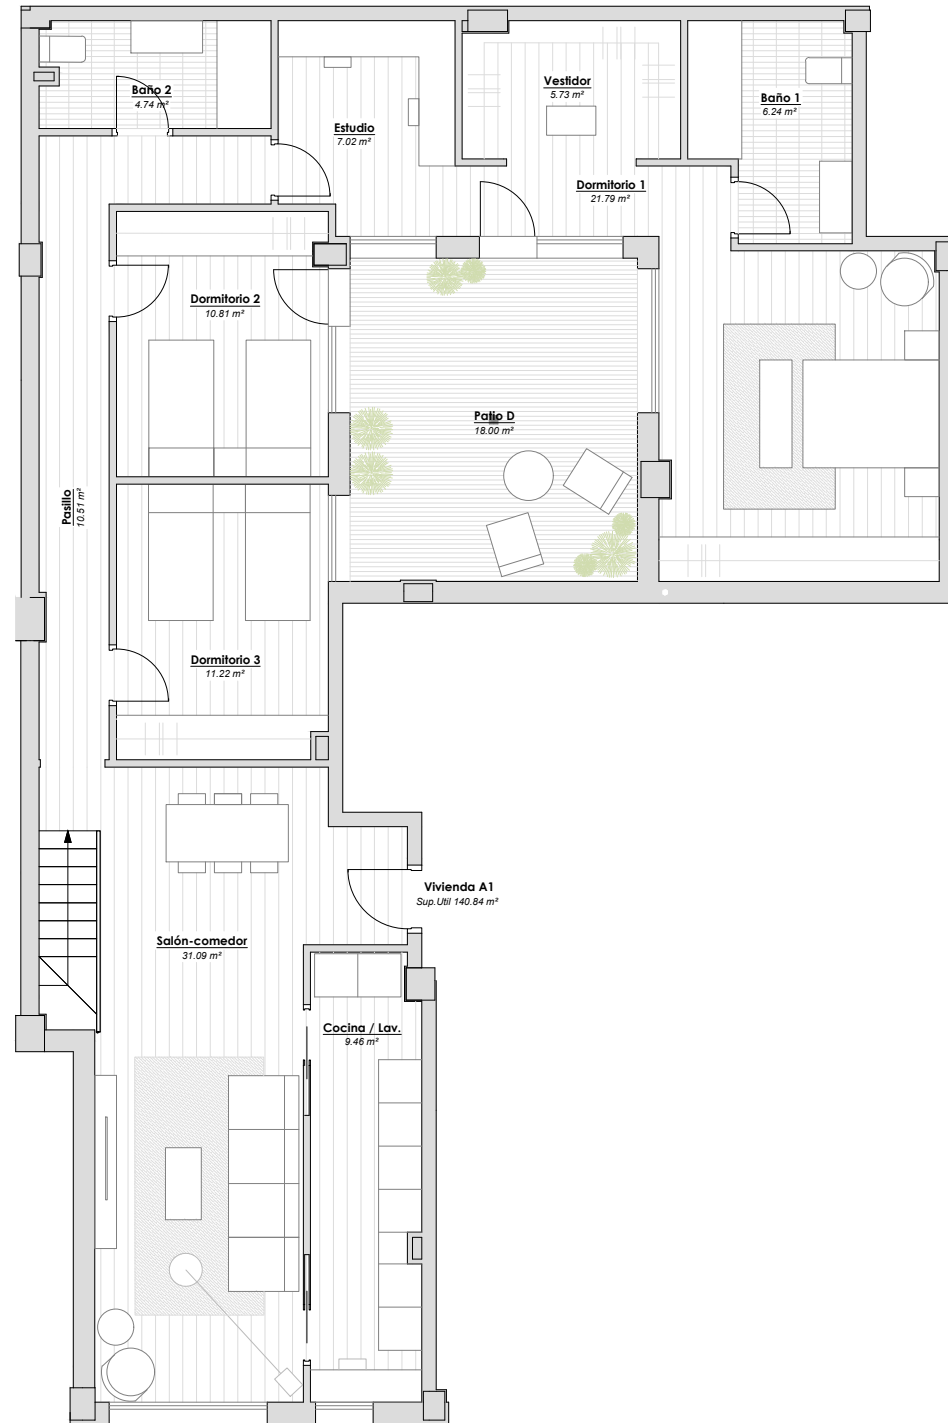 Baño 2
4.74 m²
Estudio
7.02 m²
Vestidor
5.73 m²
Baño 1
6.24 m²
Dormitorio 1
21.79 m²
Dormitorio 2
10.81 m²
Patio D
18.00 m²
Pasillo
10.51 m²
Dormitorio 3
11.22 m²
Vivienda A1
Sup.Util 140.84 m²
Salón-comedor
31.09 m²
Cocina / Lav.
9.46 m²